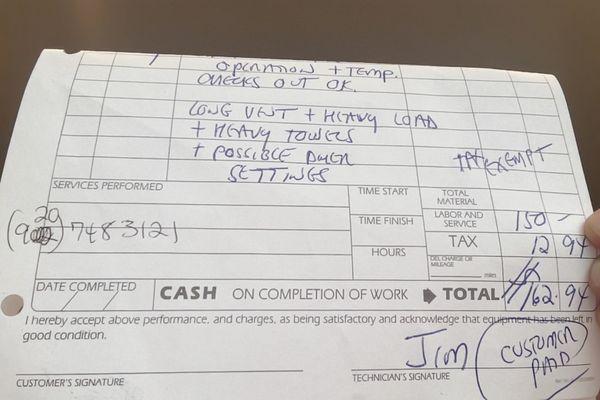 OPERATION + TEMP.
CHECKS OUT OK.
LONG VENT + HEAVY LOAD
+ HEAVY TOWELS
+ POSSIBLE DRYER
SETTINGS
TAX EXEMPT
SERVICES PERFORMED
TIME START
TOTAL MATERIAL
TIME FINISH
LABOR AND SERVICE 150 -
(920) 7483121
TAX 12 94
HOURS
DEL CHARGE OR MILEAGE miles
DATE COMPLETED / /
CASH ON COMPLETION OF WORK TOTAL 162.94
I hereby accept above performance, and charges, as being satisfactory and acknowledge that equipment has been left in
good condition.
Jim
CUSTOMER
PAID
CUSTOMER'S SIGNATURE
TECHNICIAN'S SIGNATURE